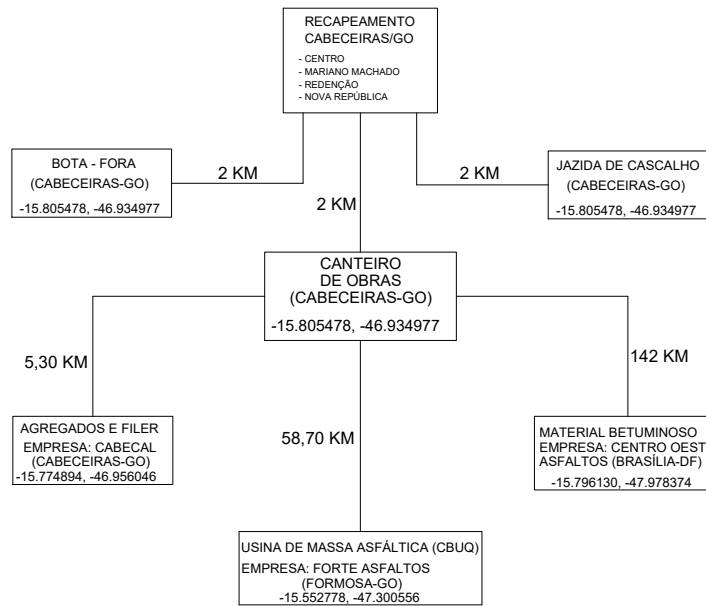 RECAPEAMENTO
CABECEIRAS/GO
- CENTRO
- MARIANO MACHADO
- REDENÇÃO
- NOVA REPÚBLICA
BOTA - FORA
(CABECEIRAS-GO)
-15.805478, -46.934977
2 KM
2 KM
2 KM
JAZIDA DE CASCALHO
(CABECEIRAS-GO)
-15.805478, -46.934977
CANTEIRO
DE OBRAS
(CABECEIRAS-GO)
-15.805478, -46.934977
5,30 KM
58,70 KM
142 KM
AGREGADOS E FILER
EMPRESA: CABECAL
(CABECEIRAS-GO)
-15.774894, -46.956046
MATERIAL BETUMINOSO
EMPRESA: CENTRO OEST
ASFALTOS (BRASÍLIA-DF)
-15.796130, -47.978374
USINA DE MASSA ASFÁLTICA (CBUQ)
EMPRESA: FORTE ASFALTOS
(FORMOSA-GO)
-15.552778, -47.300556